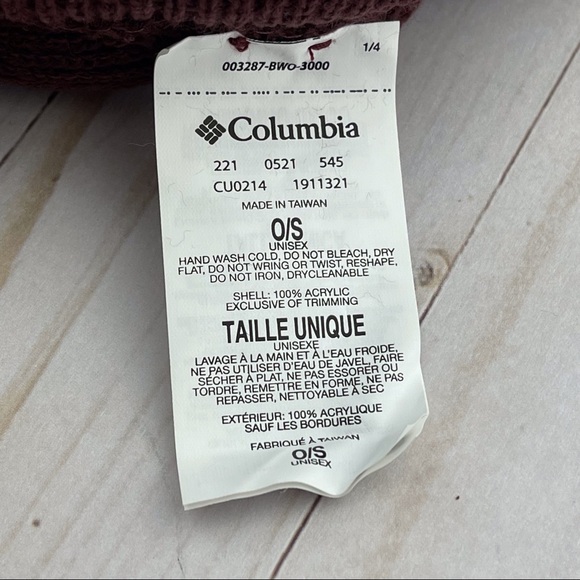 1/4
003287-BWO-3000
Columbia
221 0521 545
CU0214 1911321
MADE IN TAIWAN
O/S
UNISEX
HAND WASH COLD, DO NOT BLEACH, DRY
FLAT, DO NOT WRING OR TWIST, RESHAPE,
DO NOT IRON, DRYCLEANABLE
SHELL: 100% ACRYLIC
EXCLUSIVE OF TRIMMING
TAILLE UNIQUE
UNISEXE
LAVAGE À LA MAIN ET À L'EAU FROIDE,
NE PAS UTILISER D'EAU DE JAVEL, FAIRE
SÉCHER À PLAT, NE PAS ESSORER OU
TORDRE, REMETTRE EN FORME, NE PAS
REPASSER, NETTOYABLE À SEC
EXTÉRIEUR: 100% ACRYLIQUE
SAUF LES BORDURES
FABRIQUÉ À TAIWAN
O/S
UNISEX